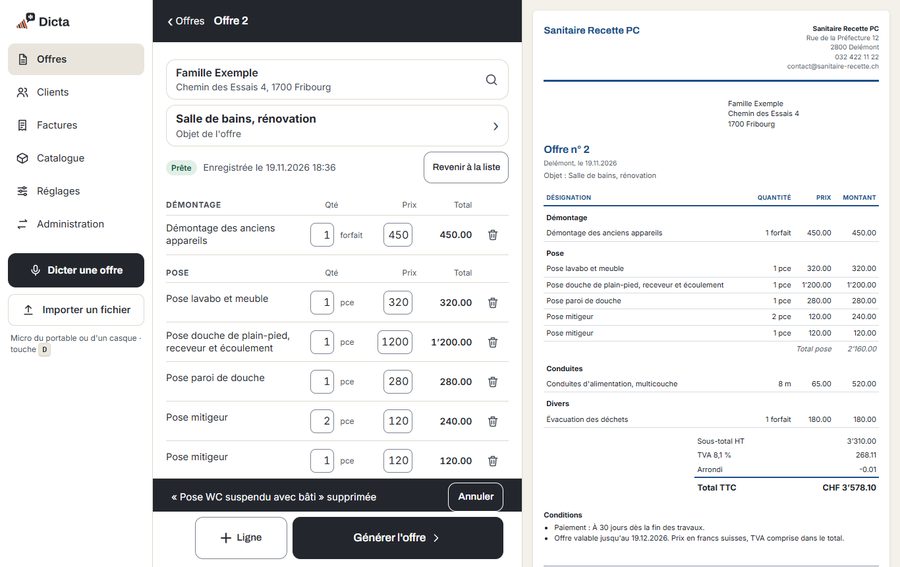 Dicta
Offres
Clients
Factures
Catalogue
Réglages
Administration
Dicter une offre
Importer un fichier
Micro du portable ou d'un casque ·
touche D
Offres Offre 2
Famille Exemple
Chemin des Essais 4, 1700 Fribourg
Salle de bains, rénovation
Objet de l'offre
Prête Enregistrée le 19.11.2026 18:36 Revenir à la liste
DÉMONTAGE Qté Prix Total
Démontage des anciens
appareils 1 forfait 450 450.00
POSE Qté Prix Total
Pose lavabo et meuble 1 pce 320 320.00
Pose douche de plain-pied,
receveur et écoulement 1 pce 1200 1'200.00
Pose paroi de douche 1 pce 280 280.00
Pose mitigeur 2 pce 120 240.00
Pose mitigeur 1 pce 120 120.00
« Pose WC suspendu avec bâti » supprimée Annuler
Ligne Générer l'offre
Sanitaire Recette PC
Sanitaire Recette PC
Rue de la Préfecture 12
2800 Delémont
032 422 11 22
contact@sanitaire-recette.ch
Famille Exemple
Chemin des Essais 4
1700 Fribourg
Offre n° 2
Delémont, le 19.11.2026
Objet : Salle de bains, rénovation
DÉSIGNATION QUANTITÉ PRIX MONTANT
Démontage
Démontage des anciens appareils 1 forfait 450.00 450.00
Pose
Pose lavabo et meuble 1 pce 320.00 320.00
Pose douche de plain-pied, receveur et écoulement 1 pce 1'200.00 1'200.00
Pose paroi de douche 1 pce 280.00 280.00
Pose mitigeur 2 pce 120.00 240.00
Pose mitigeur 1 pce 120.00 120.00
Total pose 2'160.00
Conduites
Conduites d'alimentation, multicouche 8 m 65.00 520.00
Divers
Évacuation des déchets 1 forfait 180.00 180.00
Sous-total HT 3'310.00
TVA 8,1 % 268.11
Arrondi -0.01
Total TTC CHF 3'578.10
Conditions
• Paiement : À 30 jours dès la fin des travaux.
• Offre valable jusqu'au 19.12.2026. Prix en francs suisses, TVA comprise dans le total.